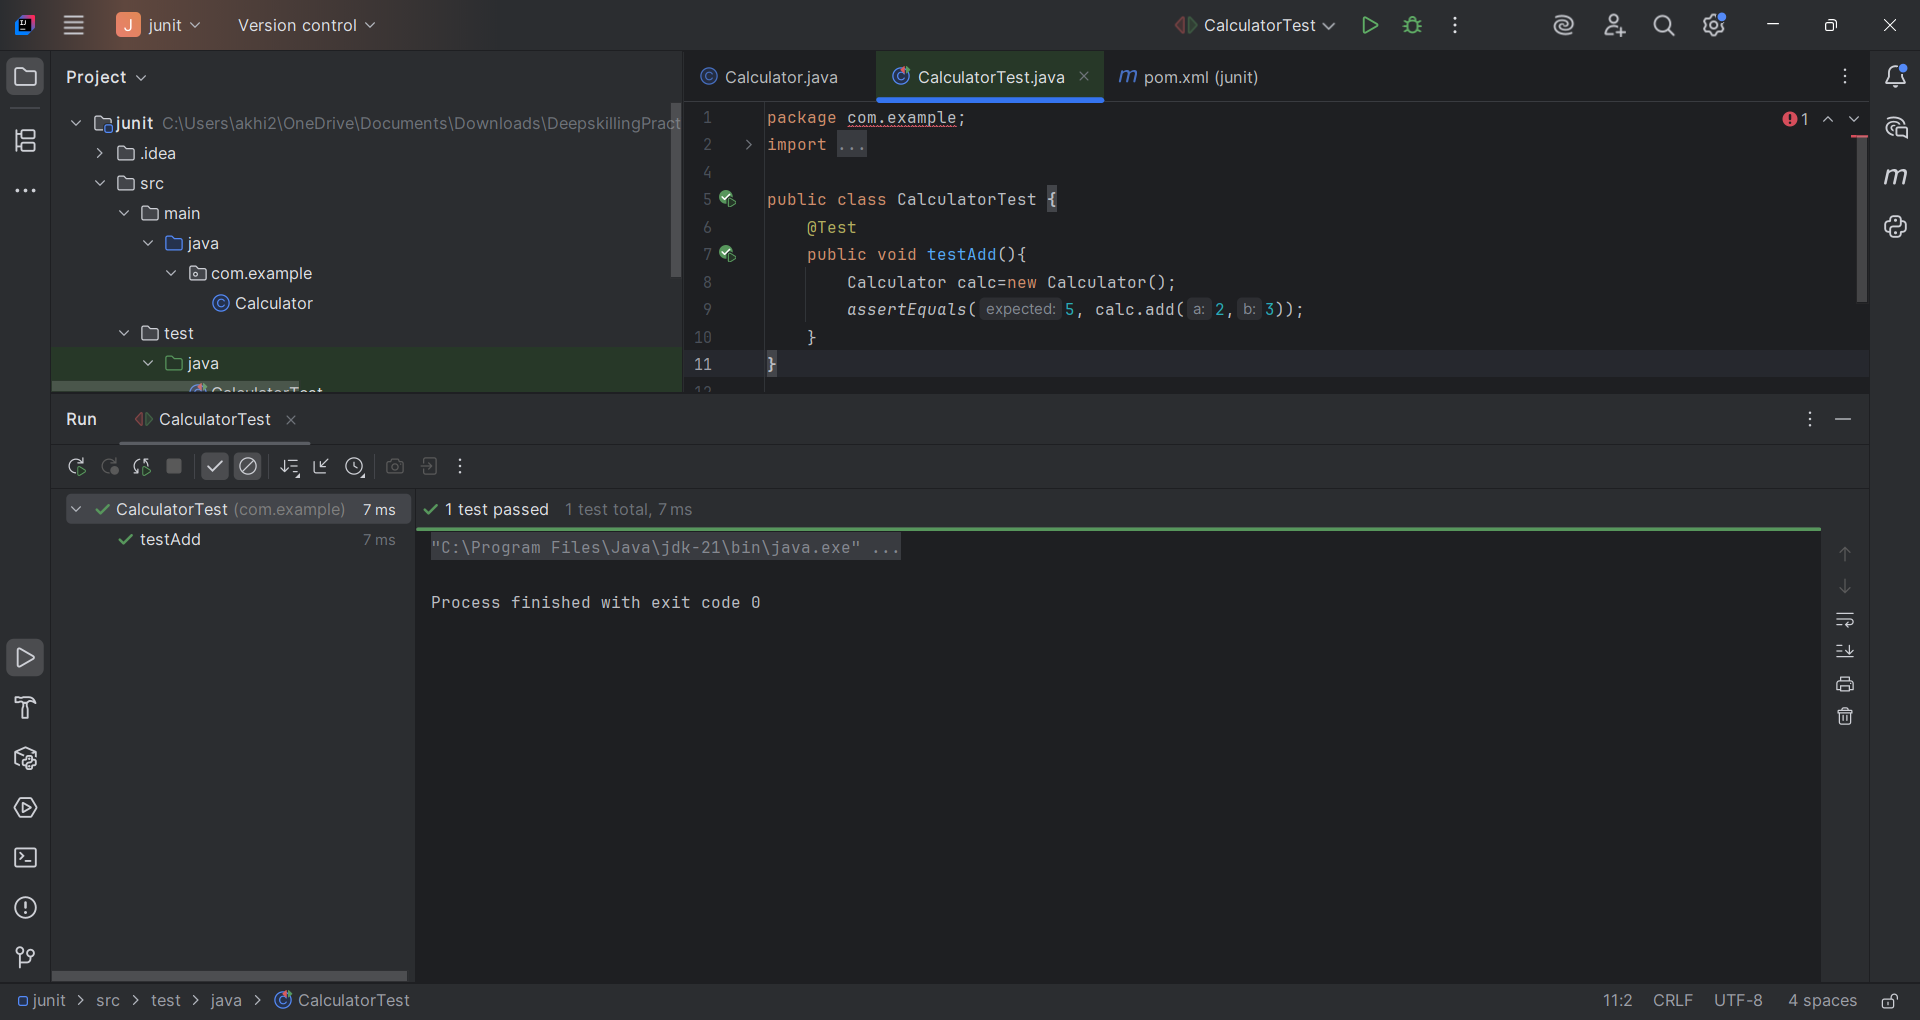 J junit Version control CalculatorTest
Project
Calculator.java CalculatorTest.java m pom.xml (junit)
junit C:\Users\akhi2\OneDrive\Documents\Downloads\DeepskillingPract
.idea
src
main
java
com.example
Calculator
test
java
CalculatorTest
1 package com.example;
2 import ...
4
5 public class CalculatorTest {
6 @Test
7 public void testAdd(){
8 Calculator calc=new Calculator();
9 assertEquals( expected: 5, calc.add( a: 2, b: 3));
10 }
11 }
12
1
m
Run CalculatorTest
CalculatorTest (com.example) 7 ms
testAdd 7 ms
1 test passed 1 test total, 7 ms
"C:\Program Files\Java\jdk-21\bin\java.exe" ...
Process finished with exit code 0
junit > src > test > java > CalculatorTest 11:2 CRLF UTF-8 4 spaces